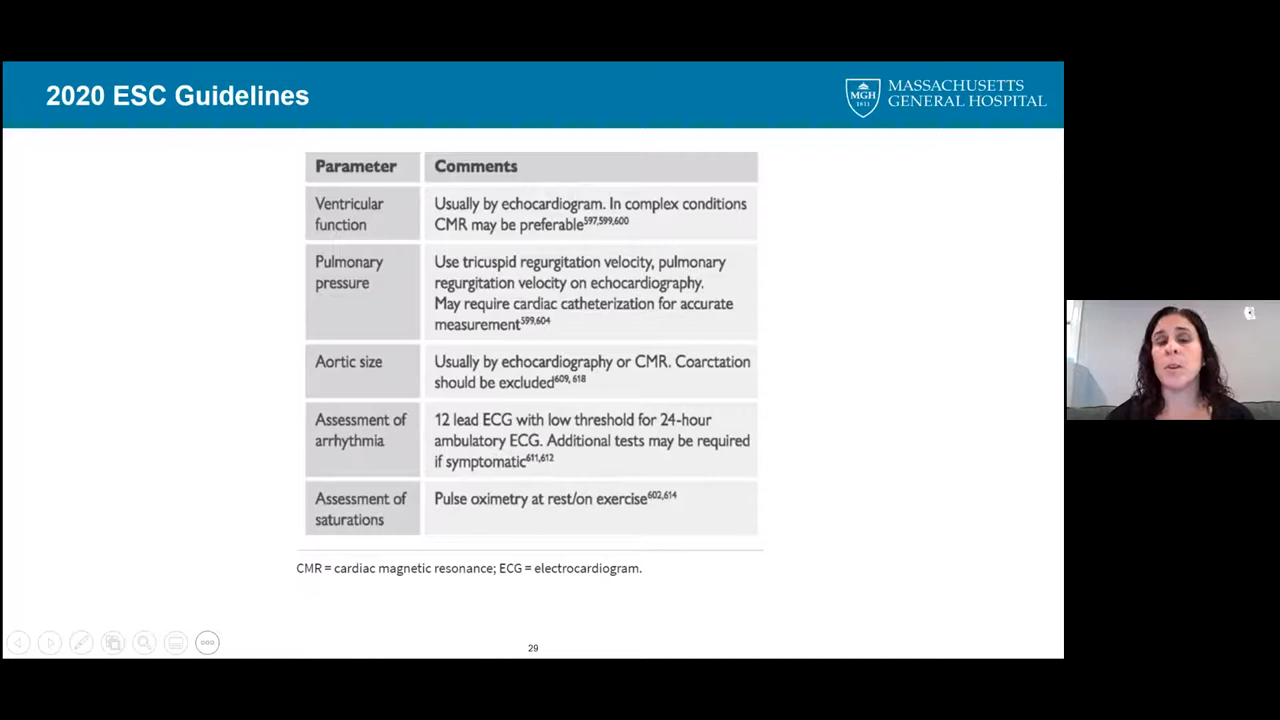 2020 ESC Guidelines
MGH
1811
MASSACHUSETTS
GENERAL HOSPITAL
Parameter
Comments
Ventricular
function
Usually by echocardiogram. In complex conditions
CMR may be preferable597,599,600
Pulmonary
pressure
Use tricuspid regurgitation velocity, pulmonary
regurgitation velocity on echocardiography.
May require cardiac catheterization for accurate
measurement599,604
Aortic size
Usually by echocardiography or CMR. Coarctation
should be excluded609, 618
Assessment of
arrhythmia
12 lead ECG with low threshold for 24-hour
ambulatory ECG. Additional tests may be required
if symptomatic611,612
Assessment of
saturations
Pulse oximetry at rest/on exercise602,614
CMR = cardiac magnetic resonance; ECG = electrocardiogram.
29